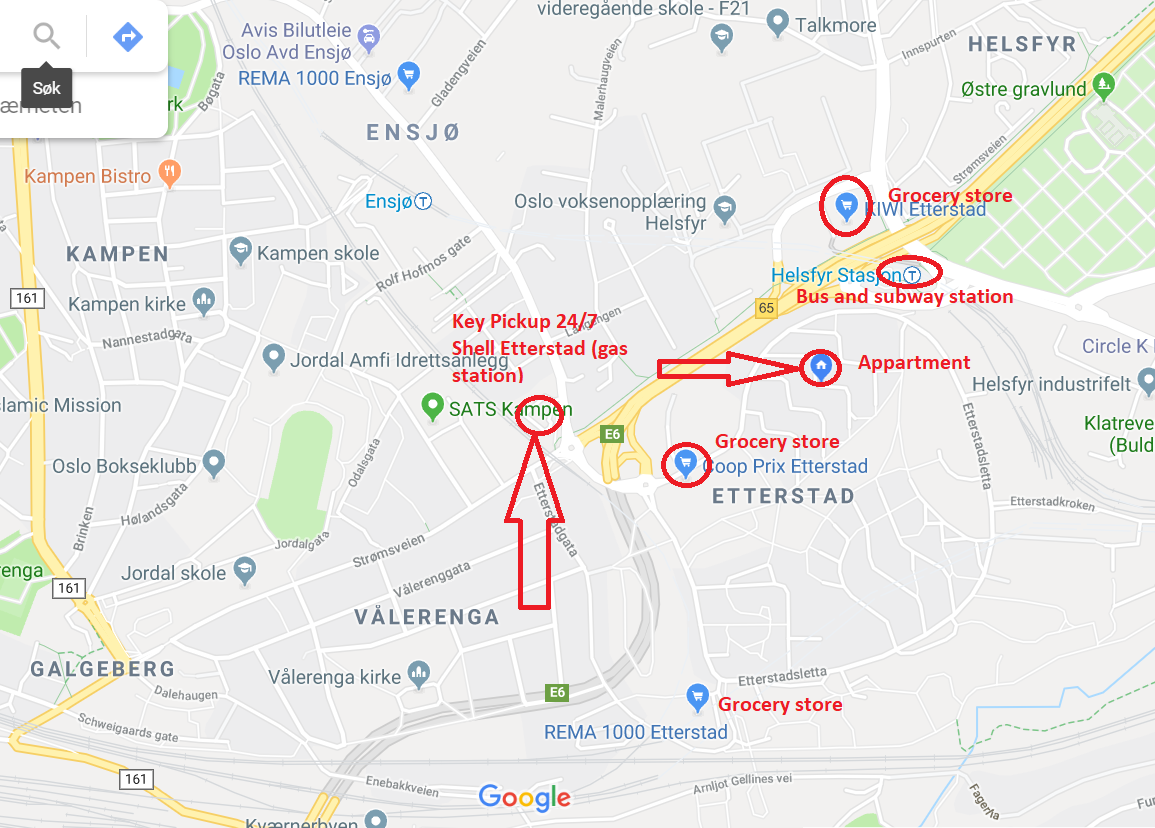 videregående skole - F21
Talkmore
Avis Bilutleie
Oslo Avd Ensjø
REMA 1000 Ensjø
Gladengveien
Malerhaugveien
Innspurten
HELSFYR
Søk
Bøgata
Østre gravlund
ENSJØ
Strømsveien
Kampen Bistro
Ensjø
Oslo voksenopplæring
Helsfyr
Grocery store
KIWI Etterstad
KAMPEN
Kampen skole
Rolf Hofmos gate
Helsfyr Stasjon
Bus and subway station
161
Kampen kirke
65
Key Pickup 24/7
Shell Etterstad (gas
station)
Langengen
Nannestadgata
Jordal Amfi Idrettsanlegg
Circle K
Appartment
Helsfyr industrifelt
slamic Mission
SATS Kampen
Klatreve
(Buld
E6
Grocery store
Coop Prix Etterstad
Oslo Bokseklubb
Odalsgata
Etterstadsletta
ETTERSTAD
Hølandsgata
Brinken
Etterstadgata
Etterstadkroken
Jordalgata
Strømsveien
renga
Jordal skole
Vålerenggata
161
VÅLERENGA
GALGEBERG
Vålerenga kirke
Etterstadsletta
Dalehaugen
E6
Grocery store
REMA 1000 Etterstad
Schweigaards gate
161
Enebakkveien
Arnljot Gellines vei
Google
Fagerlia
Kværnerbyen